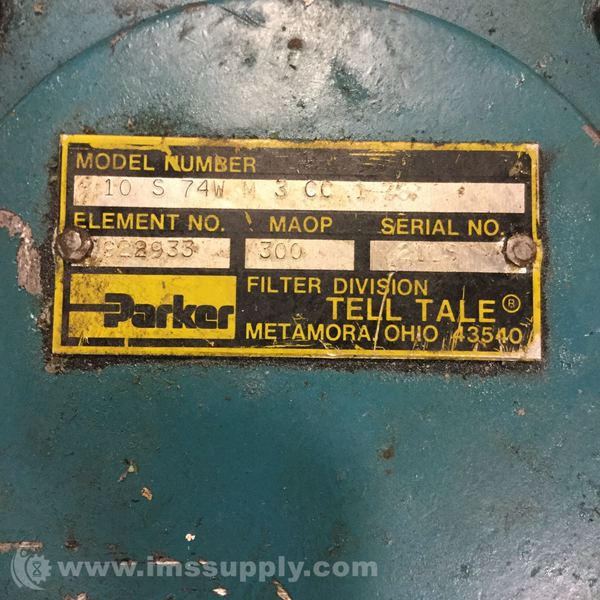 MODEL NUMBER
10 S 74W M 3 CC 1
ELEMENT NO. MAOP SERIAL NO.
922933 300
Parker
FILTER DIVISION
TELL TALE®
METAMORA, OHIO 43540
www.imssupply.com